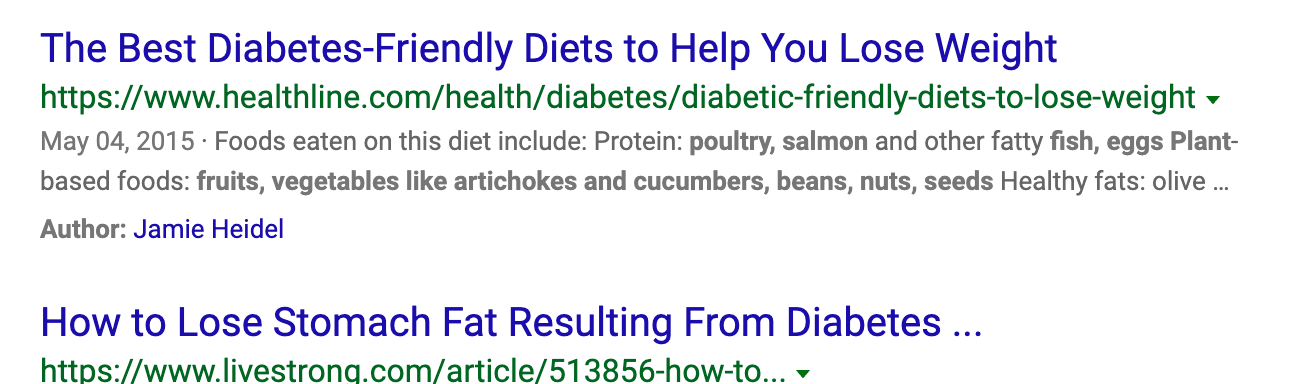 The Best Diabetes-Friendly Diets to Help You Lose Weight
https://www.healthline.com/health/diabetes/diabetic-friendly-diets-to-lose-weight
May 04, 2015 · Foods eaten on this diet include: Protein: poultry, salmon and other fatty fish, eggs Plant-
based foods: fruits, vegetables like artichokes and cucumbers, beans, nuts, seeds Healthy fats: olive ...
Author: Jamie Heidel
How to Lose Stomach Fat Resulting From Diabetes ...
https://www.livestrong.com/article/513856-how-to...